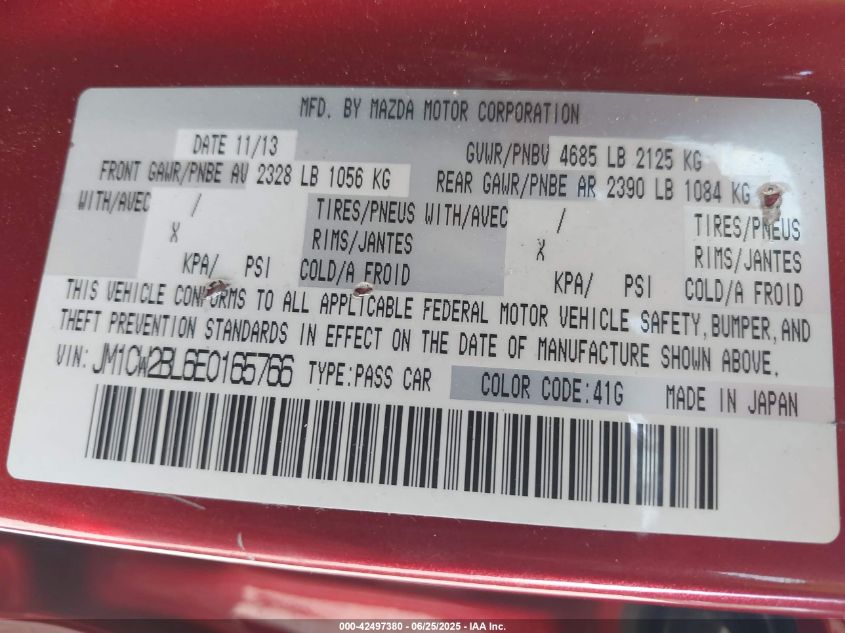 MFD. BY MAZDA MOTOR CORPORATION
DATE 11/13 GVWR/PNBV 4685 LB 2125 KG
FRONT GAWR/PNBE AV 2328 LB 1056 KG REAR GAWR/PNBE AR 2390 LB 1084 KG
WITH/AVEC / TIRES/PNEUS WITH/AVEC / TIRES/PNEUS
X RIMS/JANTES X RIMS/JANTES
KPA/ PSI COLD/A FROID KPA/ PSI COLD/A FROID
THIS VEHICLE CONFORMS TO ALL APPLICABLE FEDERAL MOTOR VEHICLE SAFETY, BUMPER, AND
THEFT PREVENTION STANDARDS IN EFFECT ON THE DATE OF MANUFACTURE SHOWN ABOVE.
VIN: JM1CW2BL6E0165766 TYPE:PASS CAR COLOR CODE:41G MADE IN JAPAN
000-42497380 - 06/25/2025 - IAA Inc.